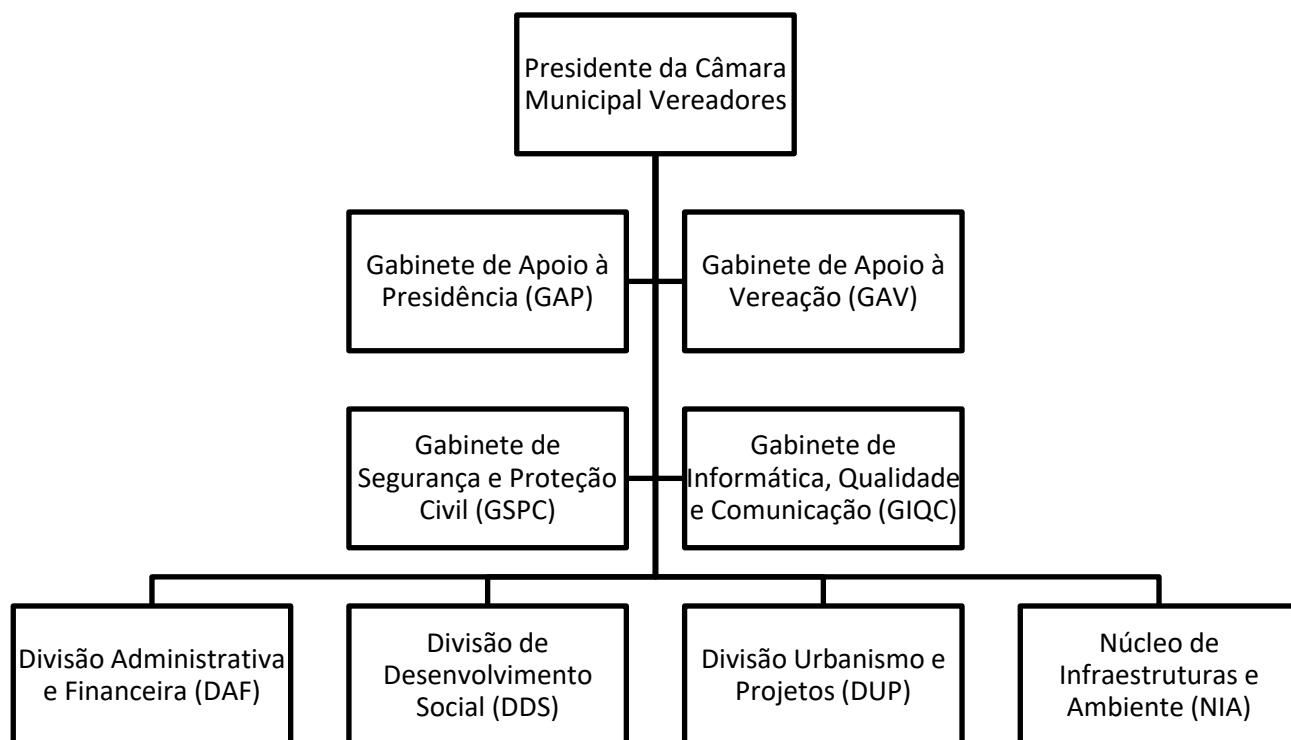 Presidente da Câmara
Municipal Vereadores
Gabinete de Apoio à
Presidência (GAP)
Gabinete de Apoio à
Vereação (GAV)
Gabinete de
Segurança e Proteção
Civil (GSPC)
Gabinete de
Informática, Qualidade
e Comunicação (GIQC)
Divisão Administrativa
e Financeira (DAF)
Divisão de
Desenvolvimento
Social (DDS)
Divisão Urbanismo e
Projetos (DUP)
Núcleo de
Infraestruturas e
Ambiente (NIA)